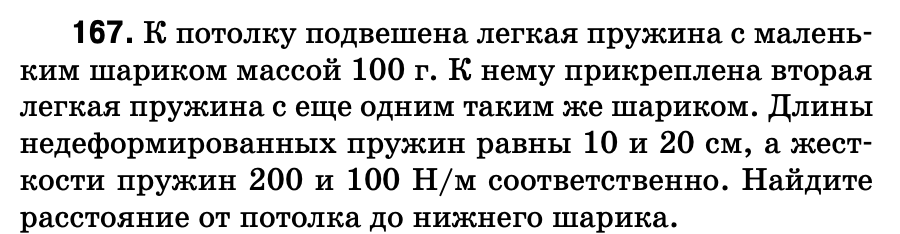 167. К потолку подвешена легкая пружина с малень-
ким шариком массой 100 г. К нему прикреплена вторая
легкая пружина с еще одним таким же шариком. Длины
недеформированных пружин равны 10 и 20 см, а жест-
кости пружин 200 и 100 Н/м соответственно. Найдите
расстояние от потолка до нижнего шарика.